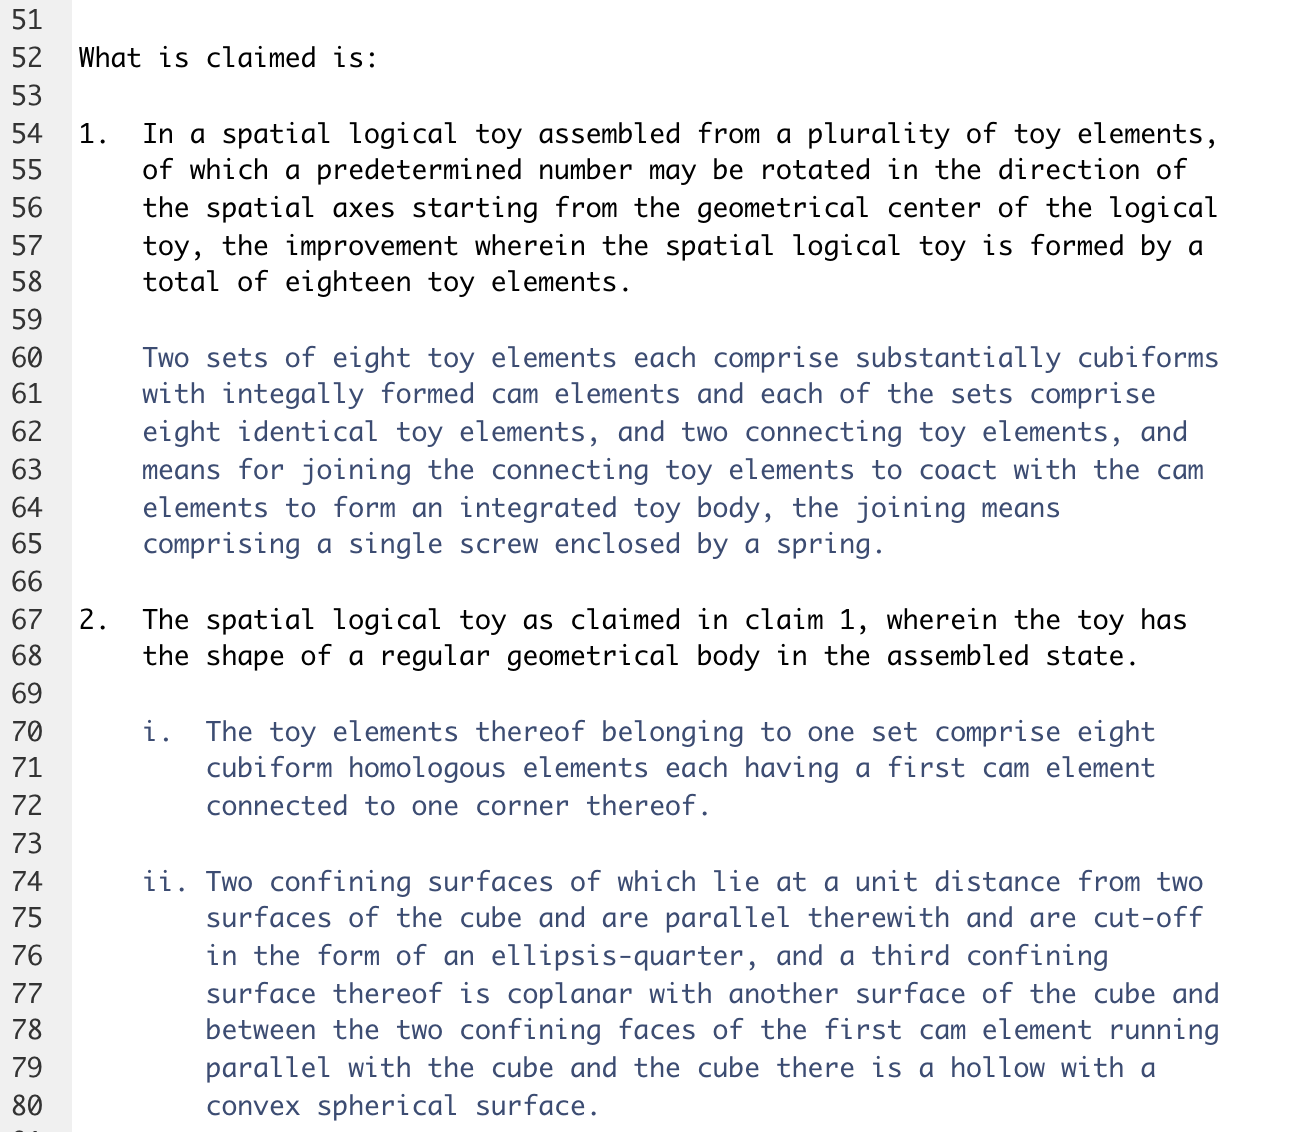 51
52 What is claimed is:
53
54 1. In a spatial logical toy assembled from a plurality of toy elements,
55 of which a predetermined number may be rotated in the direction of
56 the spatial axes starting from the geometrical center of the logical
57 toy, the improvement wherein the spatial logical toy is formed by a
58 total of eighteen toy elements.
59
60 Two sets of eight toy elements each comprise substantially cubiforms
61 with integally formed cam elements and each of the sets comprise
62 eight identical toy elements, and two connecting toy elements, and
63 means for joining the connecting toy elements to coact with the cam
64 elements to form an integrated toy body, the joining means
65 comprising a single screw enclosed by a spring.
66
67 2. The spatial logical toy as claimed in claim 1, wherein the toy has
68 the shape of a regular geometrical body in the assembled state.
69
70 i. The toy elements thereof belonging to one set comprise eight
71 cubiform homologous elements each having a first cam element
72 connected to one corner thereof.
73
74 ii. Two confining surfaces of which lie at a unit distance from two
75 surfaces of the cube and are parallel therewith and are cut-off
76 in the form of an ellipsis-quarter, and a third confining
77 surface thereof is coplanar with another surface of the cube and
78 between the two confining faces of the first cam element running
79 parallel with the cube and the cube there is a hollow with a
80 convex spherical surface.